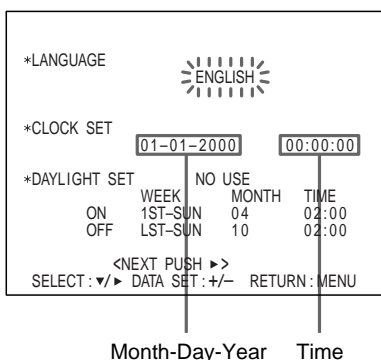 *LANGUAGE
ENGLISH
*CLOCK SET
01–01–2000 00:00:00
*DAYLIGHT SET NO USE
WEEK MONTH TIME
ON 1ST–SUN 04 02:00
OFF LST–SUN 10 02:00
<NEXT PUSH ►>
SELECT : ▼/► DATA SET : +/– RETURN : MENU
Month-Day-Year Time